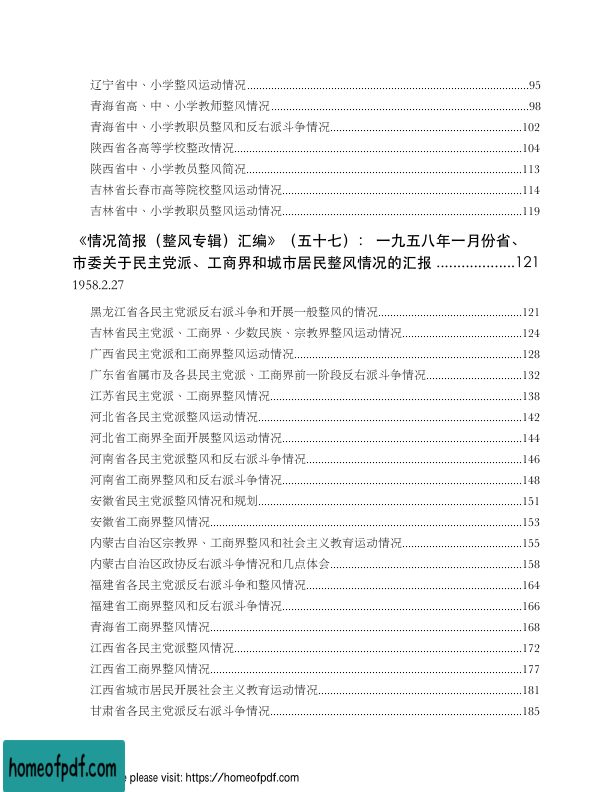 辽宁省中、小学整风运动情况......95
青海省高、中、小学教师整风情况......98
青海省中、小学教职员整风和反右派斗争情况......102
陕西省各高等学校整改情况......104
陕西省中、小学教员整风简况......113
吉林省长春市高等院校整风运动情况......114
吉林省中、小学教职员整风运动情况......119
《情况简报（整风专辑）汇编》（五十七）： 一九五八年一月份省、
市委关于民主党派、工商界和城市居民整风情况的汇报......121
1958.2.27
黑龙江省各民主党派反右派斗争和开展一般整风的情况......121
吉林省民主党派、工商界、少数民族、宗教界整风运动情况......124
广西省民主党派和工商界整风运动情况......128
广东省省属市及各县民主党派、工商界前一阶段反右派斗争情况......132
江苏省民主党派、工商界整风情况......138
河北省各民主党派整风运动情况......142
河北省工商界全面开展整风运动情况......144
河南省各民主党派整风和反右派斗争情况......146
河南省工商界整风和反右派斗争情况......148
安徽省民主党派整风情况和规划......151
安徽省工商界整风情况......153
内蒙古自治区宗教界、工商界整风和社会主义教育运动情况......155
内蒙古自治区政协反右派斗争情况和几点体会......158
福建省各民主党派反右派斗争和整风情况......164
福建省工商界整风和反右派斗争情况......166
青海省工商界整风情况......168
江西省各民主党派整风情况......172
江西省工商界整风情况......177
江西省城市居民开展社会主义教育运动情况......181
甘肃省各民主党派反右派斗争情况......185
homeofpdf.com
please visit: https://homeofpdf.com